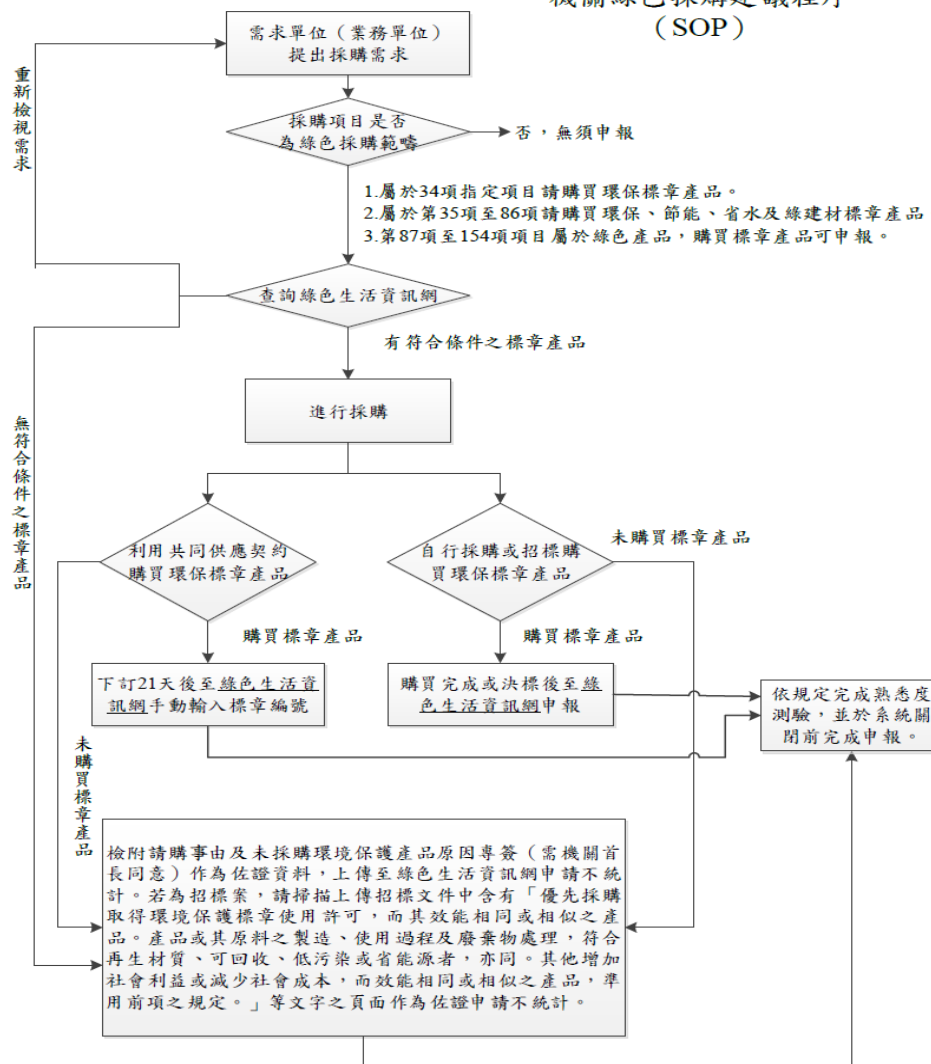 機關綠色採購建議程序
（SOP）
需求單位（業務單位）
提出採購需求
重新檢視需求
採購項目是否
為綠色採購範疇
否，無須申報
1.屬於34項指定項目請購買環保標章產品。
2.屬於第35項至86項請購買環保、節能、省水及綠建材標章產品
3.第87項至154項項目屬於綠色產品，購買標章產品可申報。
查詢綠色生活資訊網
有符合條件之標章產品
進行採購
無符合條件之標章產品
利用共同供應契約
購買環保標章產品
自行採購或招標購
買環保標章產品
未購買標章產品
購買標章產品
購買標章產品
下訂21天後至綠色生活資
訊網手動輸入標章編號
購買完成或決標後至綠
色生活資訊網申報
依規定完成熟悉度
測驗，並於系統關
閉前完成申報。
未購買標章產品
檢附請購事由及未採購環境保護產品原因專簽（需機關首
長同意）作為佐證資料，上傳至綠色生活資訊網申請不統
計。若為招標案，請掃描上傳招標文件中含有「優先採購
取得環境保護標章使用許可，而其效能相同或相似之產
品。產品或其原料之製造、使用過程及廢棄物處理，符合
再生材質、可回收、低污染或省能源者，亦同。其他增加
社會利益或減少社會成本，而效能相同或相似之產品，準
用前項之規定。」等文字之頁面作為佐證申請不統計。